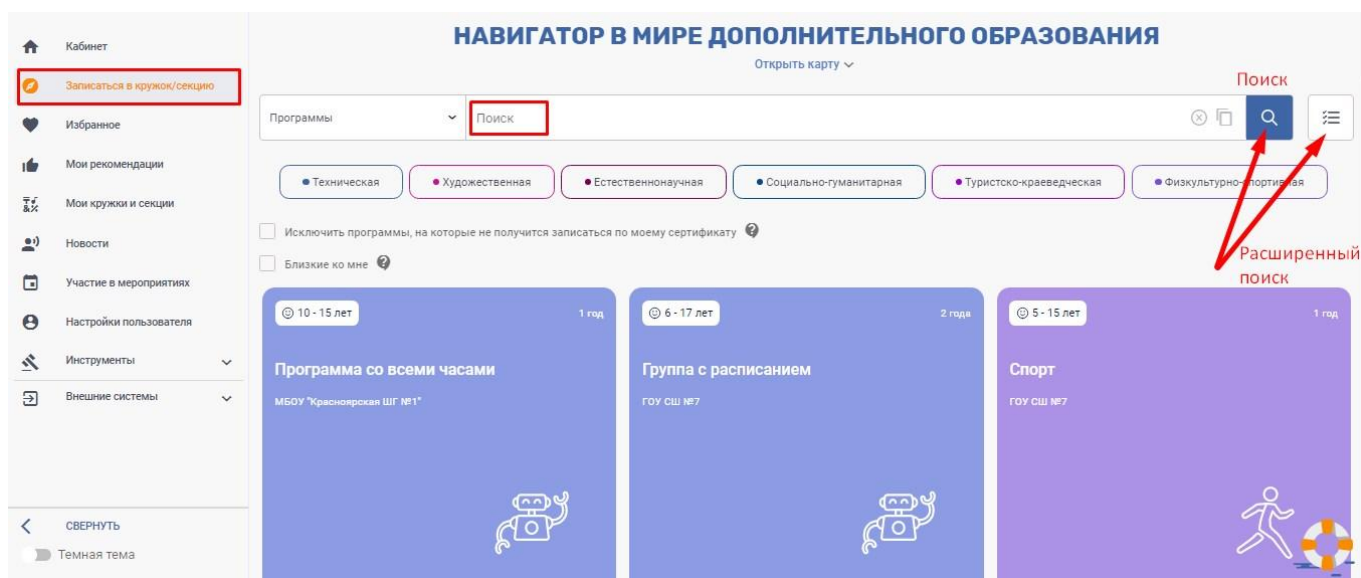 Кабинет
Записаться в кружок/секцию
Избранное
Мои рекомендации
Мои кружки и секции
Новости
Участие в мероприятиях
Настройки пользователя
Инструменты
Внешние системы
СВЕРНУТЬ
Темная тема
НАВИГАТОР В МИРЕ ДОПОЛНИТЕЛЬНОГО ОБРАЗОВАНИЯ
Открыть карту
Поиск
Программы
Поиск
Техническая
Художественная
Естественнонаучная
Социально-гуманитарная
Туристско-краеведческая
Физкультурно-спортивная
Исключить программы, на которые не получится записаться по моему сертификату
Близкие ко мне
Расширенный
поиск
10 - 15 лет
1 год
Программа со всеми часами
МБОУ "Красноярская ШГ №1"
6 - 17 лет
2 года
Группа с расписанием
ГОУ СШ №7
5 - 15 лет
1 год
Спорт
ГОУ СШ №7